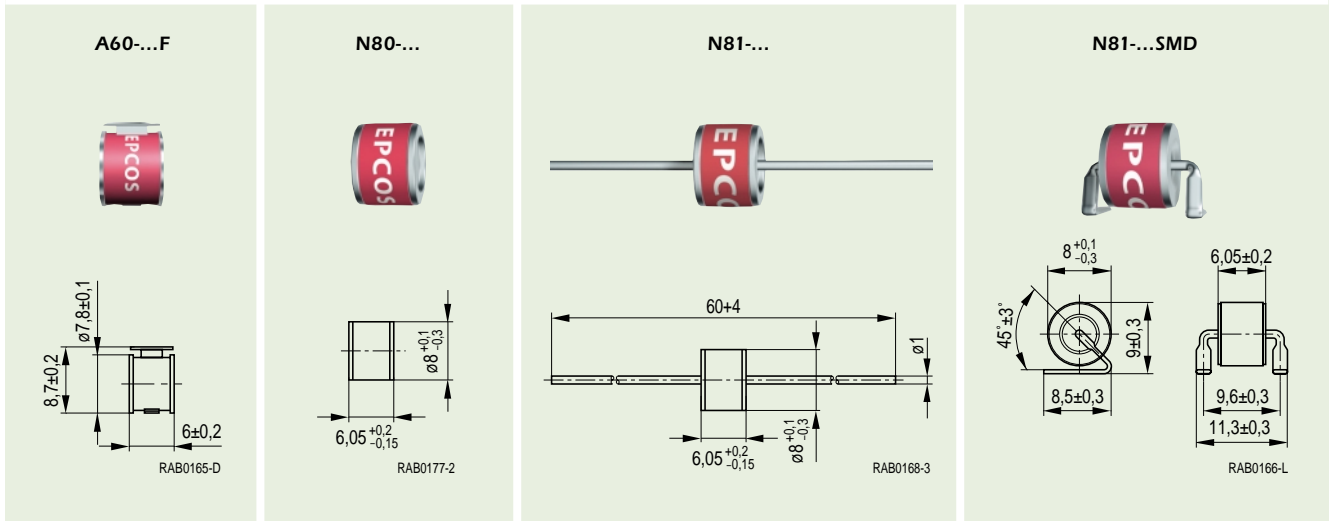 A60-...F
EPCOS
ø7,8±0,1
8,7±0,2
6±0,2
RAB0165-D
N80-...
EPCOS
ø8 +0,1 -0,3
6,05 +0,2 -0,15
RAB0177-2
N81-...
EPCO
60+4
ø1
6,05 +0,2 -0,15
ø8 +0,1 -0,3
RAB0168-3
N81-...SMD
EPCO
8 +0,1 -0,3
6,05±0,2
45°±3°
9±0,3
8,5±0,3
9,6±0,3
11,3±0,3
RAB0166-L